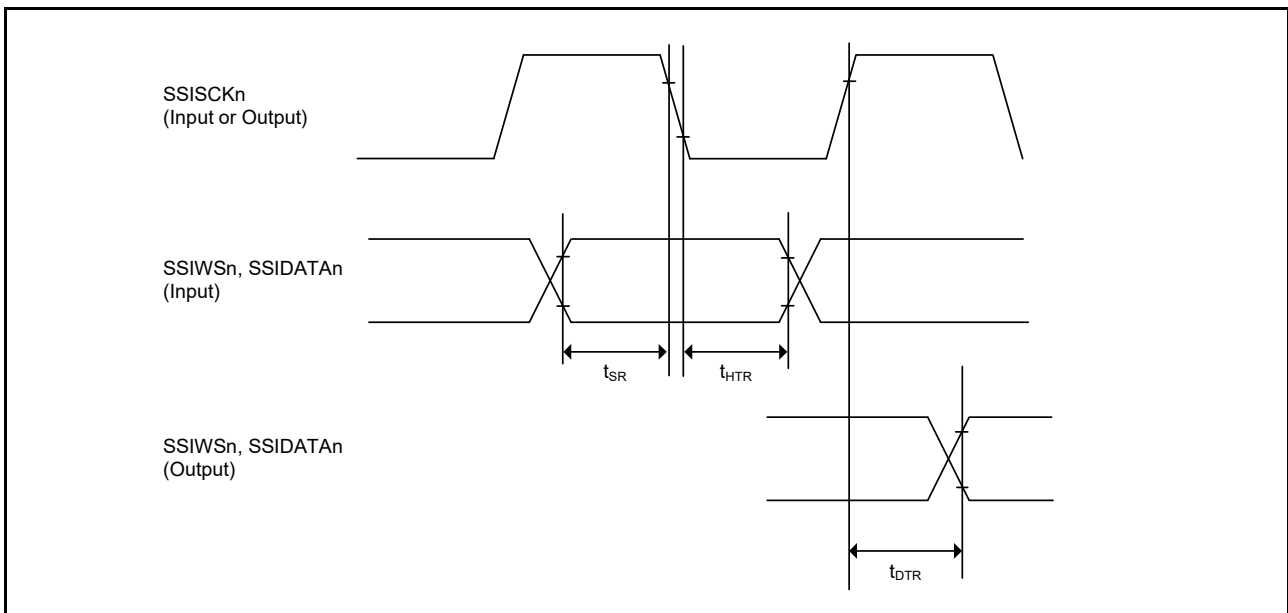 SSISCKn
(Input or Output)
SSIWSn, SSIDATAn
(Input)
tSR
tHTR
SSIWSn, SSIDATAn
(Output)
tDTR